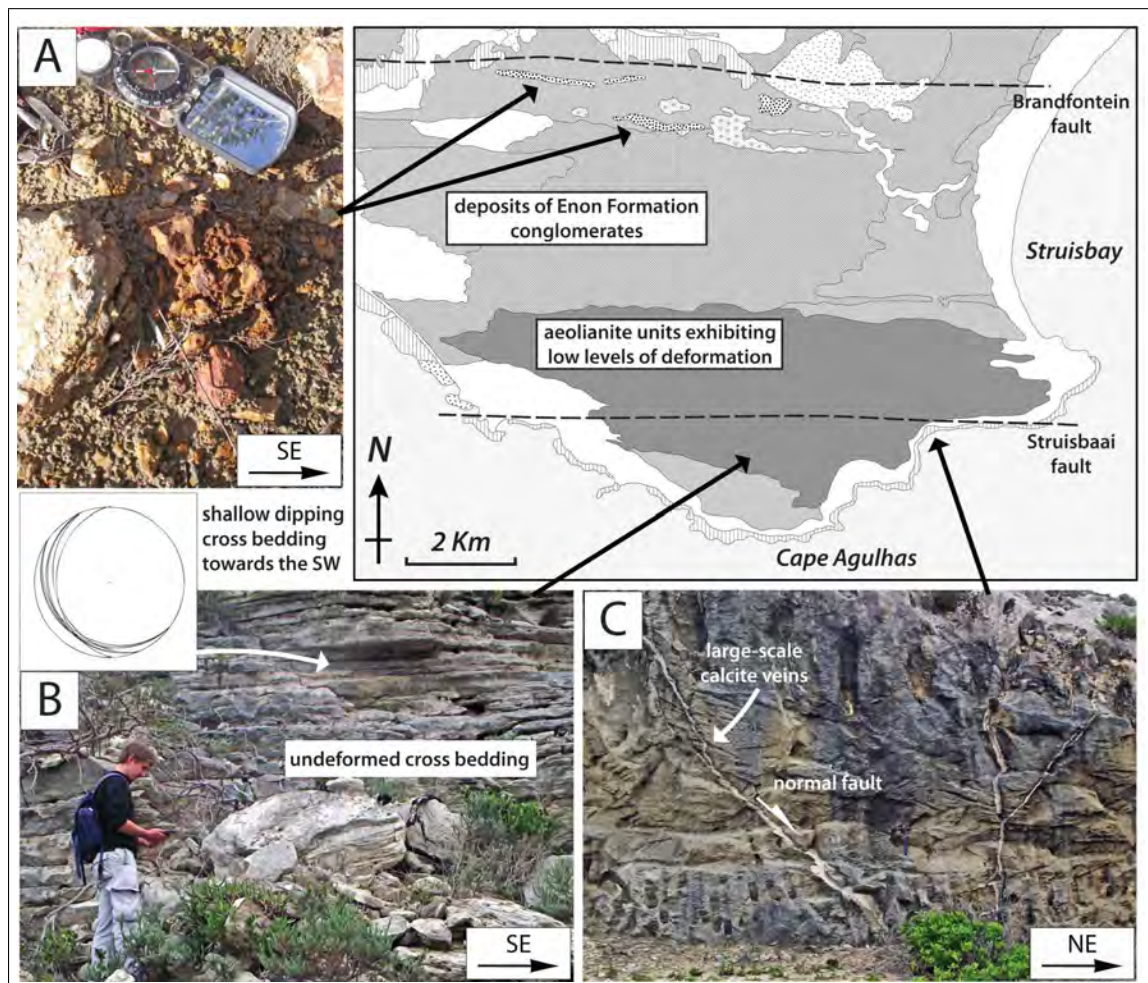 A
SE
Brandfontein
fault
deposits of Enon Formation
conglomerates
Struisbay
aeolianite units exhibiting
low levels of deformation
Struisbaai
fault
N
2 Km
Cape Agulhas
shallow dipping
cross bedding
towards the SW
B
undeformed cross bedding
SE
C
large-scale
calcite veins
normal fault
NE